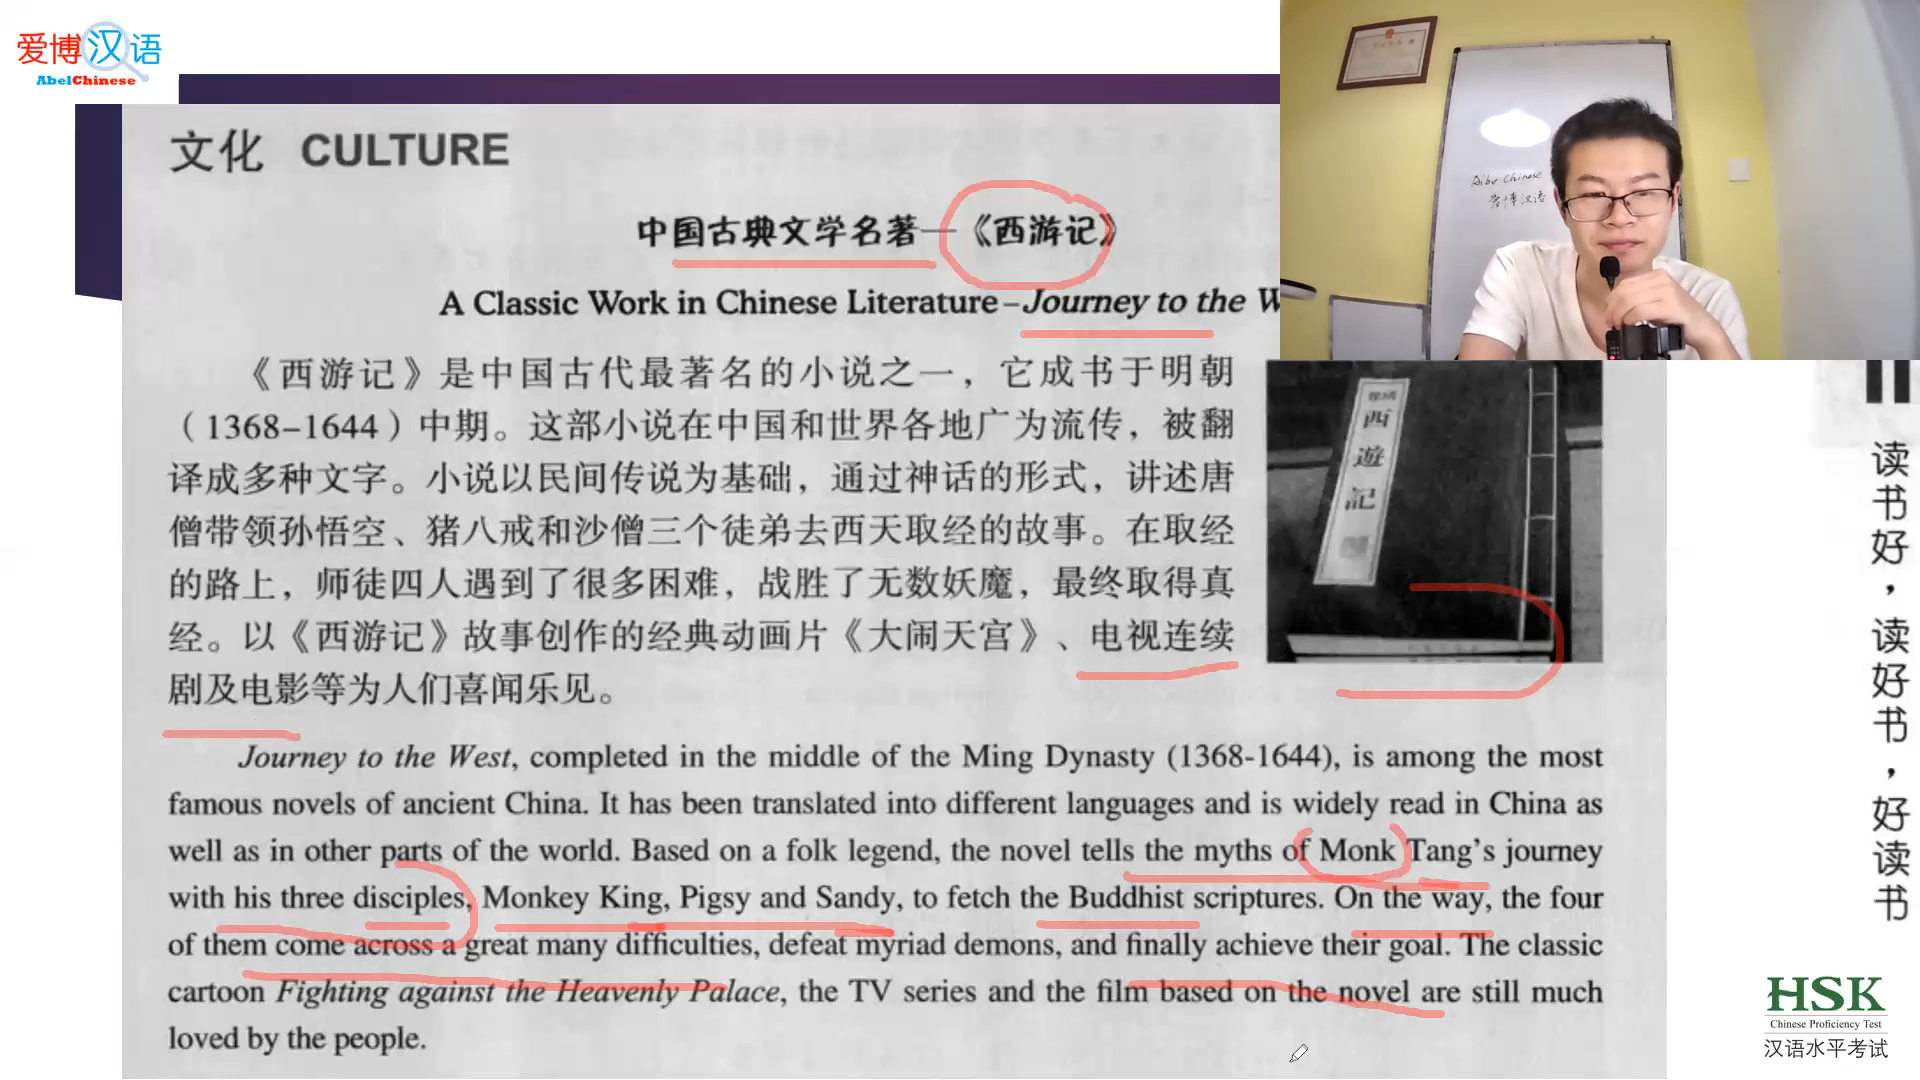 爱博汉语
AbelChinese
文化 CULTURE
中国古典文学名著—《西游记》
A Classic Work in Chinese Literature – Journey to the W
《西游记》是中国古代最著名的小说之一，它成书于明朝
（1368–1644）中期。这部小说在中国和世界各地广为流传，被翻
译成多种文字。小说以民间传说为基础，通过神话的形式，讲述唐
僧带领孙悟空、猪八戒和沙僧三个徒弟去西天取经的故事。在取经
的路上，师徒四人遇到了很多困难，战胜了无数妖魔，最终取得真
经。以《西游记》故事创作的经典动画片《大闹天宫》、电视连续
剧及电影等为人们喜闻乐见。
西遊記
Journey to the West, completed in the middle of the Ming Dynasty (1368-1644), is among the most
famous novels of ancient China. It has been translated into different languages and is widely read in China as
well as in other parts of the world. Based on a folk legend, the novel tells the myths of Monk Tang's journey
with his three disciples, Monkey King, Pigsy and Sandy, to fetch the Buddhist scriptures. On the way, the four
of them come across a great many difficulties, defeat myriad demons, and finally achieve their goal. The classic
cartoon Fighting against the Heavenly Palace, the TV series and the film based on the novel are still much
loved by the people.
Chinese
爱博汉语
读书好，读好书，好读书
HSK
Chinese Proficiency Test
汉语水平考试